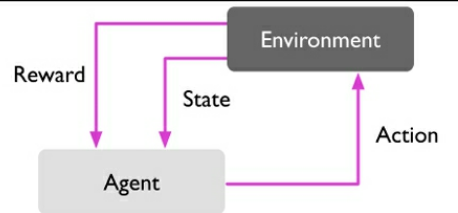 Environment
Reward
State
Action
Agent